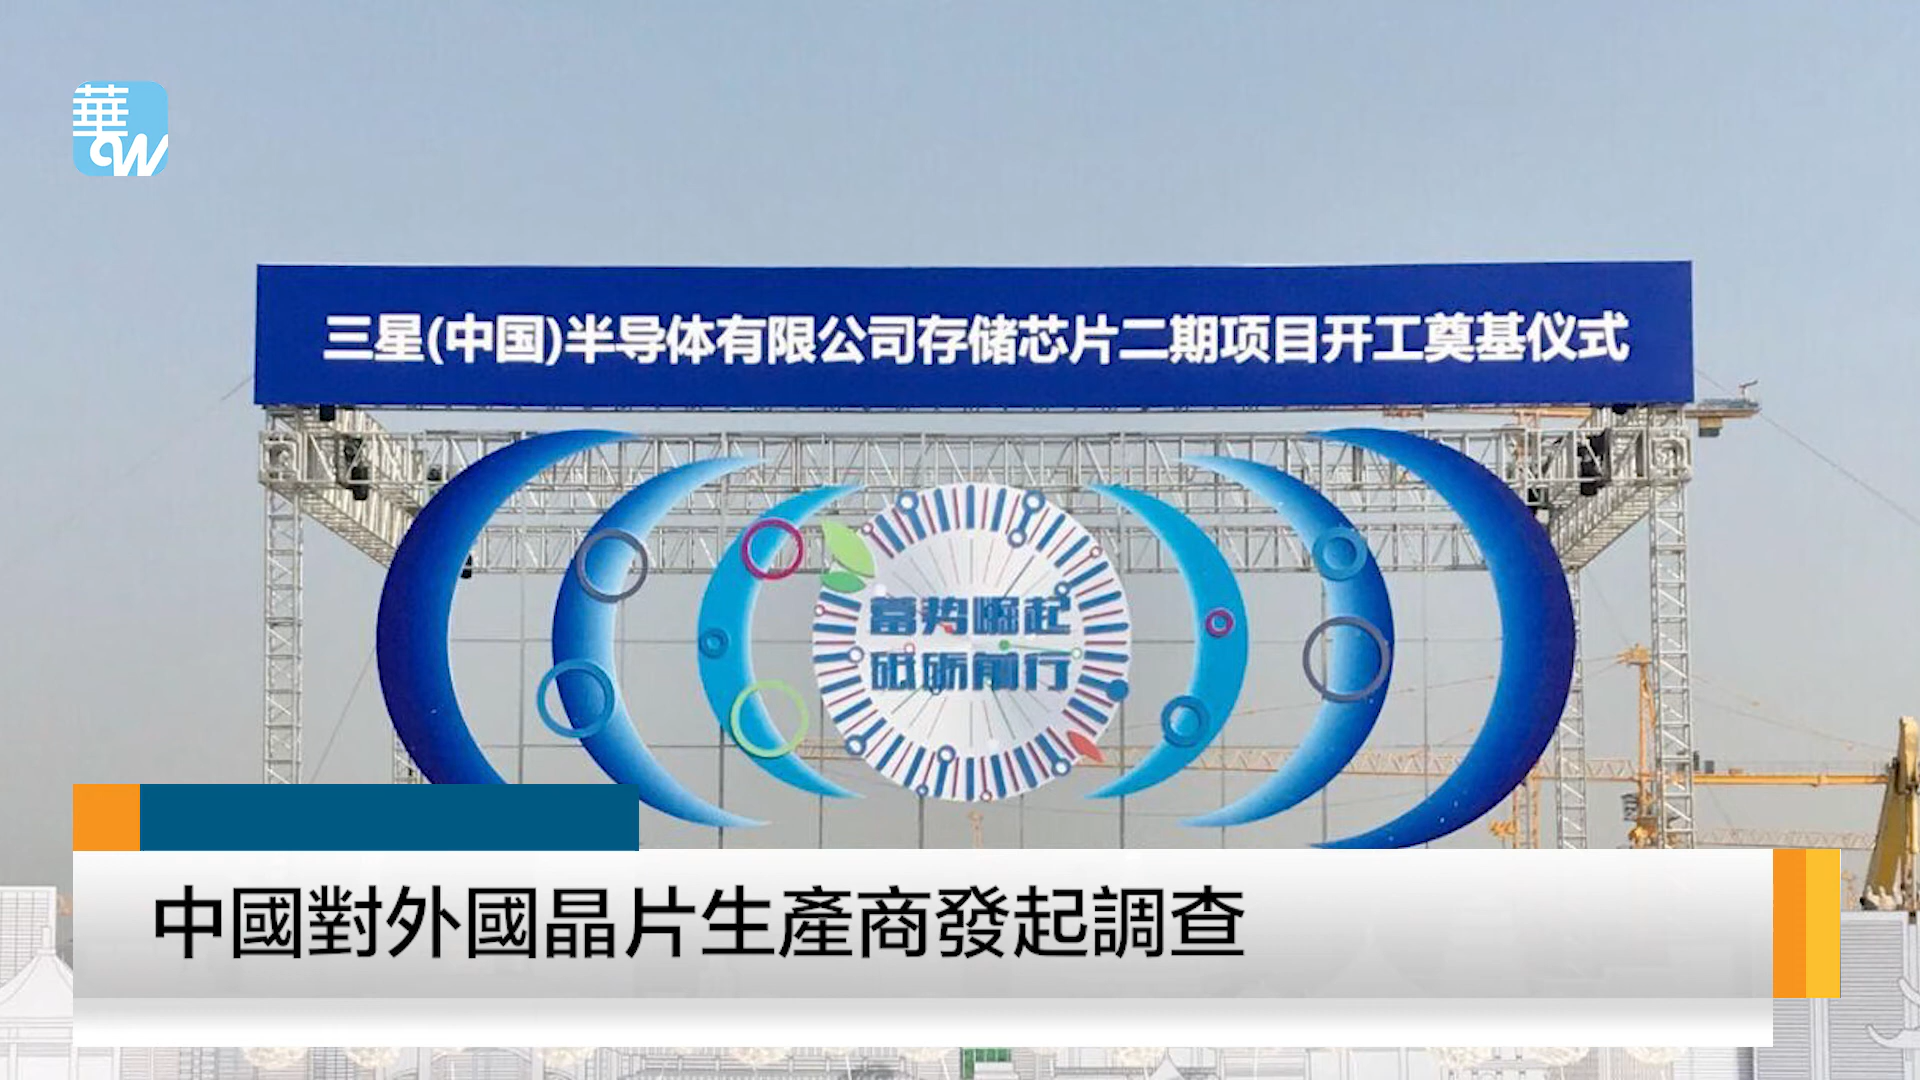 華
三星(中国)半导体有限公司存储芯片二期项目开工奠基仪式
蓄势崛起
砥砺前行
中國對外國晶片生產商發起調查